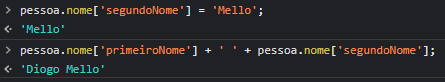 > pessoa.nome['segundoNome'] = 'Mello';
<· 'Mello'
> pessoa.nome['primeiroNome'] + ' ' + pessoa.nome['segundoNome'];
<· 'Diogo Mello'